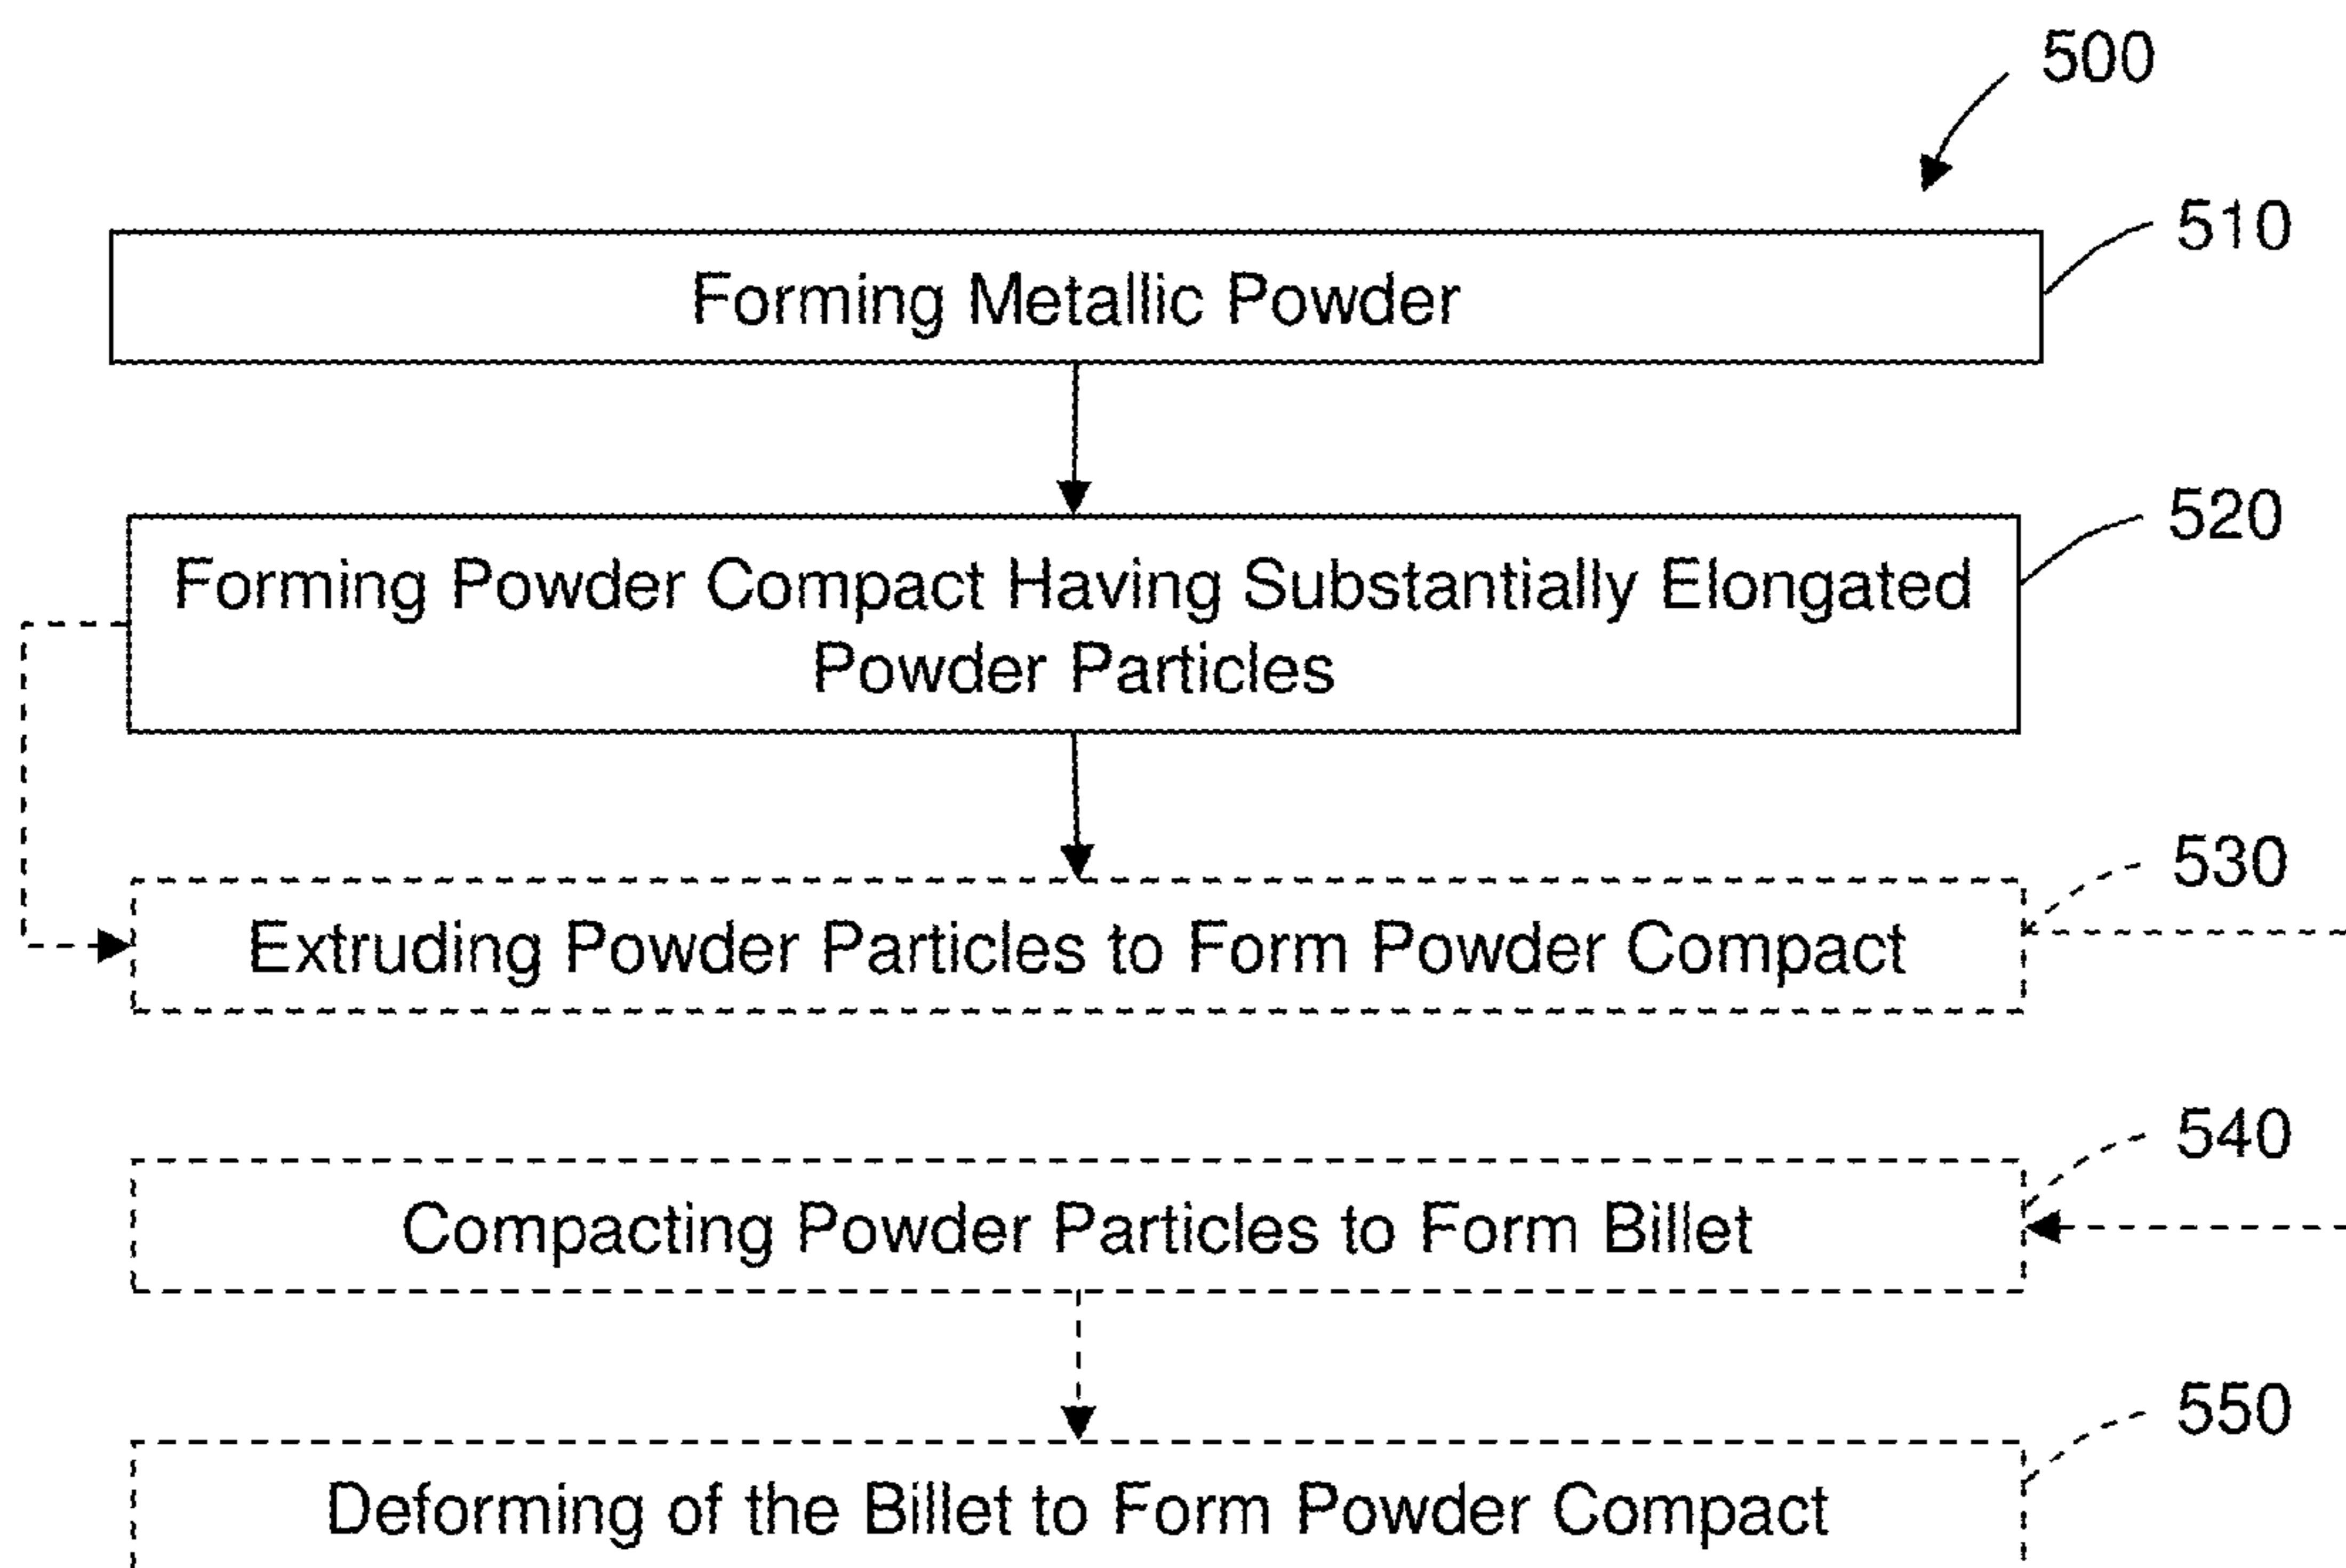 500
510
Forming Metallic Powder
520
Forming Powder Compact Having Substantially Elongated
Powder Particles
530
Extruding Powder Particles to Form Powder Compact
540
Compacting Powder Particles to Form Billet
550
Deforming of the Billet to Form Powder Compact